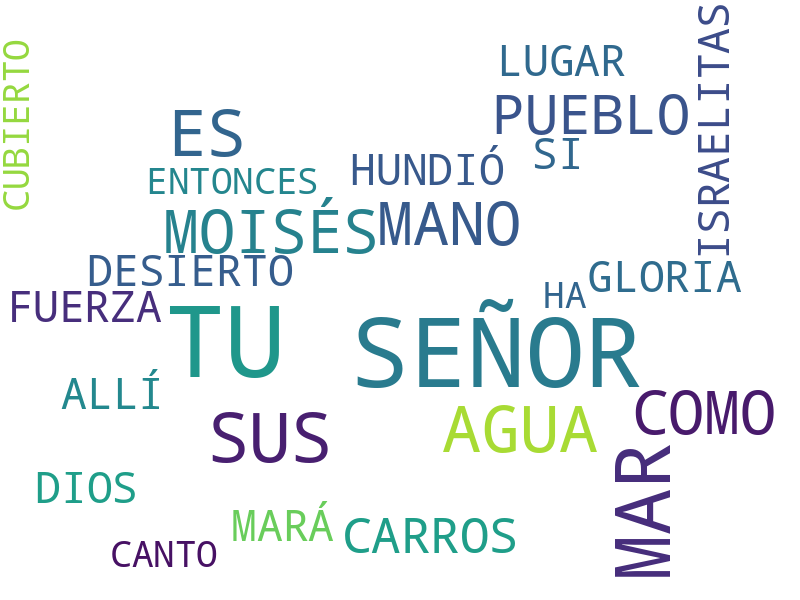 CUBIERTO
LUGAR
ISRAELITAS
PUEBLO
ES
SI
HUNDIÓ
ENTONCES
MOISÉS
MANO
DESIERTO
GLORIA
HA
FUERZA
TU
SEÑOR
ALLÍ
COMO
SUS
AGUA
MAR
DIOS
MARÁ
CARROS
CANTO